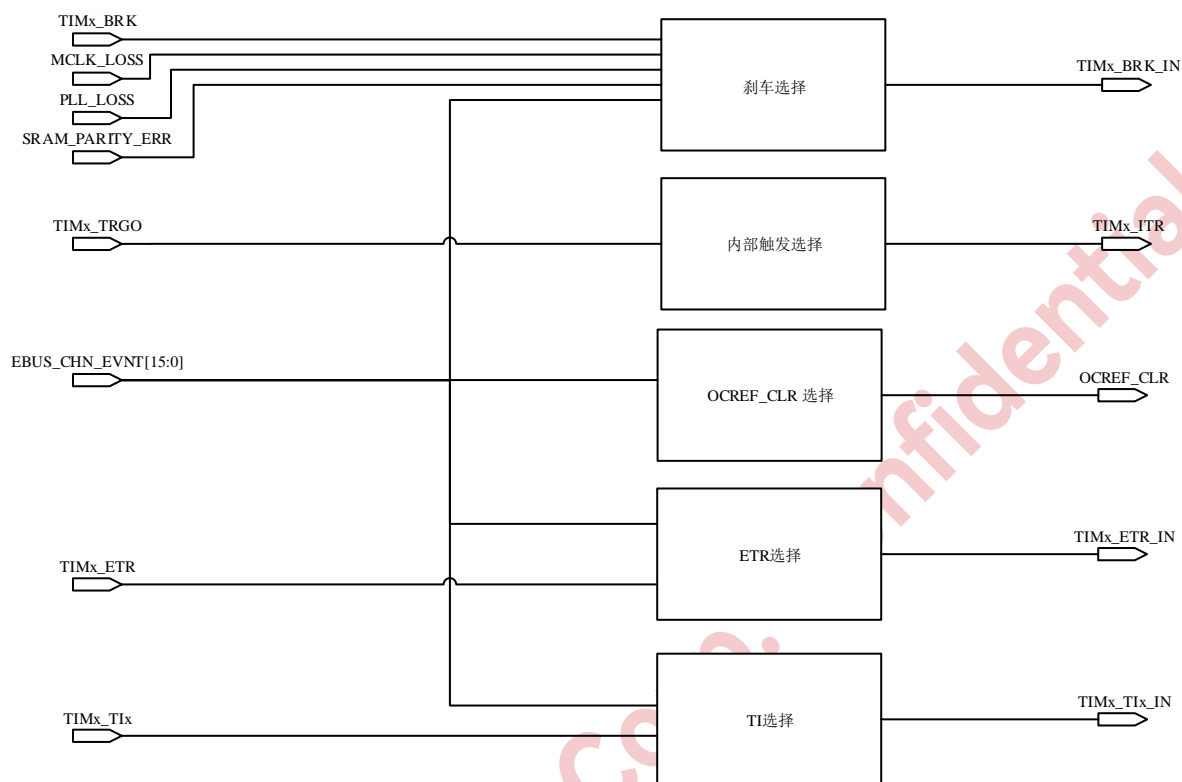 TIMx_BRK
MCLK_LOSS
PLL_LOSS
SRAM_PARITY_ERR
刹车选择
TIMx_BRK_IN
TIMx_TRGO
内部触发选择
TIMx_ITR
EBUS_CHN_EVNT[15:0]
OCREF_CLR 选择
OCREF_CLR
TIMx_ETR
ETR选择
TIMx_ETR_IN
TIMx_TIx
TI选择
TIMx_TIx_IN